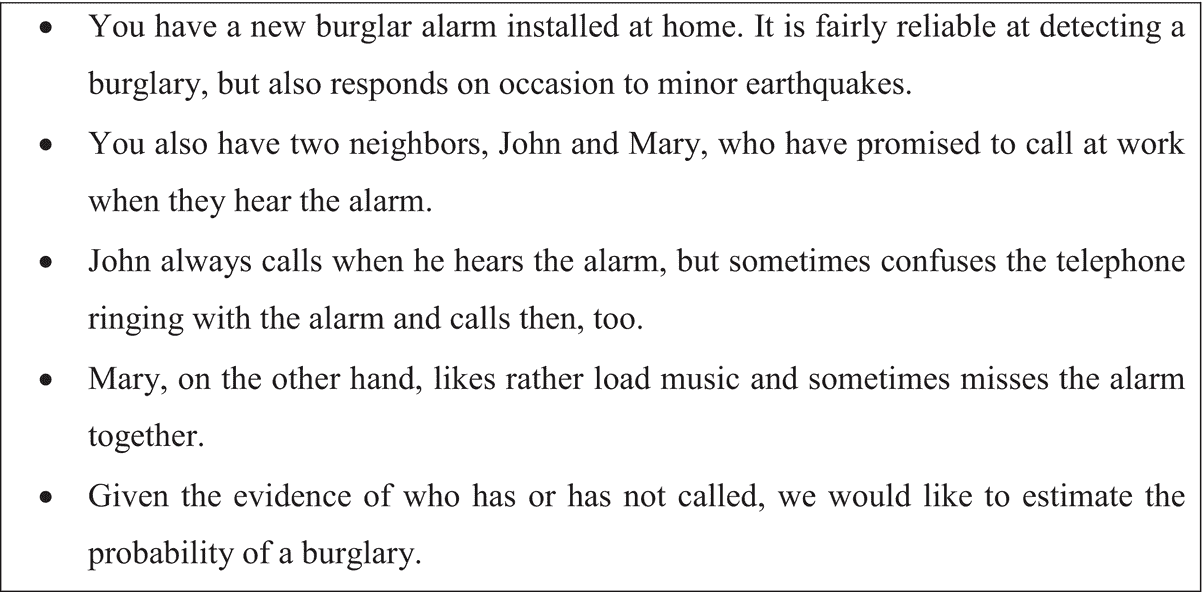 • You have a new burglar alarm installed at home. It is fairly reliable at detecting a
burglary, but also responds on occasion to minor earthquakes.
• You also have two neighbors, John and Mary, who have promised to call at work
when they hear the alarm.
• John always calls when he hears the alarm, but sometimes confuses the telephone
ringing with the alarm and calls then, too.
• Mary, on the other hand, likes rather load music and sometimes misses the alarm
together.
• Given the evidence of who has or has not called, we would like to estimate the
probability of a burglary.